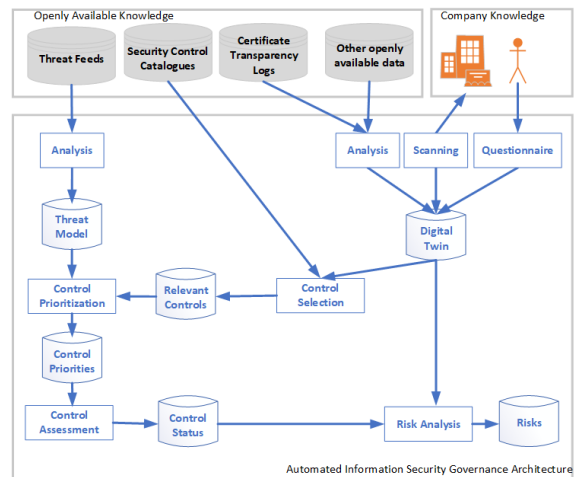 Openly Available Knowledge
Company Knowledge
Threat Feeds
Security Control
Catalogues
Certificate
Transparency
Logs
Other openly
available data
Analysis
Analysis
Scanning
Questionnaire
Threat
Model
Digital
Twin
Control
Prioritization
Relevant
Controls
Control
Selection
Control
Priorities
Control
Assessment
Control
Status
Risk Analysis
Risks
Automated Information Security Governance Architecture